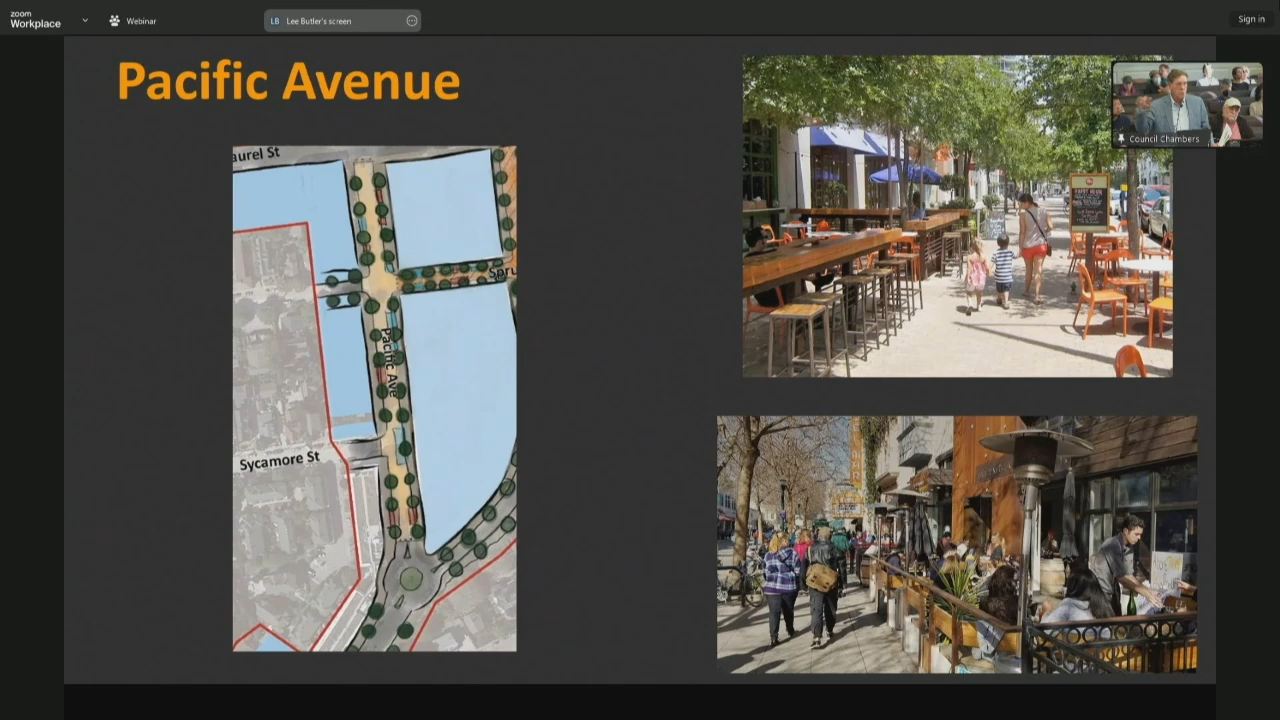 zoom
Workplace
Webinar
LB Lee Butler's screen
Sign in
Pacific Avenue
Council Chambers
aurel St
Spru
Pacific Ave
Sycamore St